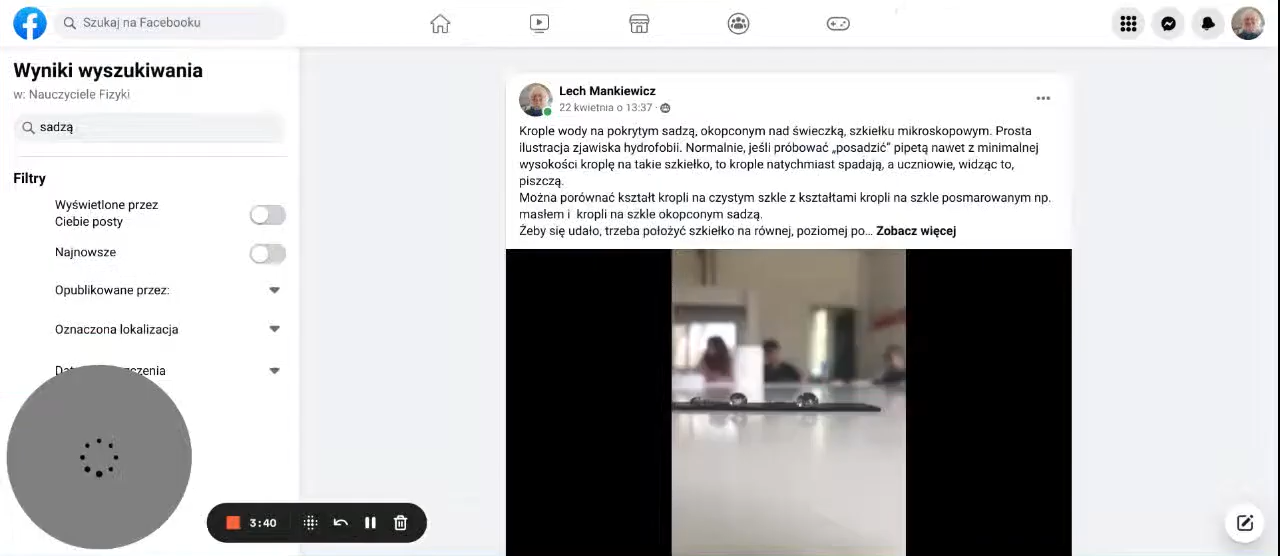 Szukaj na Facebooku
Wyniki wyszukiwania
w: Nauczyciele Fizyki
sadzą
Filtry
Wyświetlone przez
Ciebie posty
Najnowsze
Opublikowane przez:
Oznaczona lokalizacja
3:40
Lech Mankiewicz
22 kwietnia o 13:37 ·
Krople wody na pokrytym sadzą, okopconym nad świeczką, szkiełku mikroskopowym. Prosta
ilustracja zjawiska hydrofobii. Normalnie, jeśli próbować „posadzić” pipetą nawet z minimalnej
wysokości kroplę na takie szkiełko, to krople natychmiast spadają, a uczniowie, widząc to,
piszczą.
Można porównać kształt kropli na czystym szkle z kształtami kropli na szkle posmarowanym np.
masłem i kropli na szkle okopconym sadzą.
Żeby się udało, trzeba położyć szkiełko na równej, poziomej po... Zobacz więcej